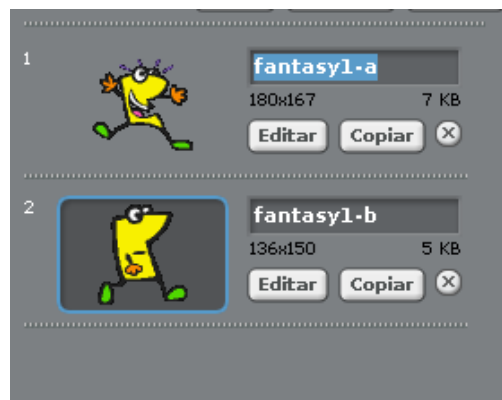 1
fantasy1-a
180x167 7 KB
Editar Copiar
2
fantasy1-b
136x150 5 KB
Editar Copiar